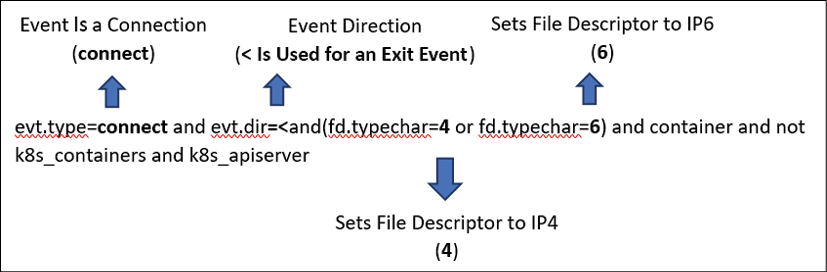 Event Is a Connection
(connect)
Event Direction
(< Is Used for an Exit Event)
Sets File Descriptor to IP6
(6)
evt.type=connect and evt.dir=<and(fd.typechar=4 or fd.typechar=6) and container and not
k8s_containers and k8s_apiserver
Sets File Descriptor to IP4
(4)